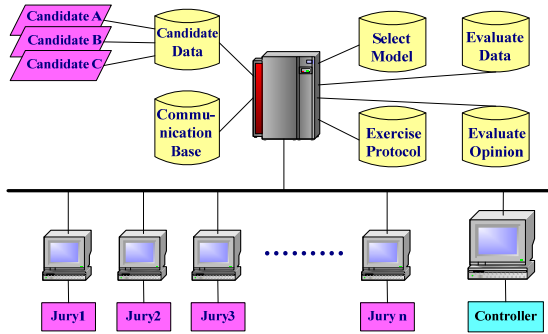 Candidate A
Candidate B
Candidate C
Candidate
Data
Commu-
nication
Base
Select
Model
Evaluate
Data
Exercise
Protocol
Evaluate
Opinion
Jury1
Jury2
Jury3
Jury n
Controller